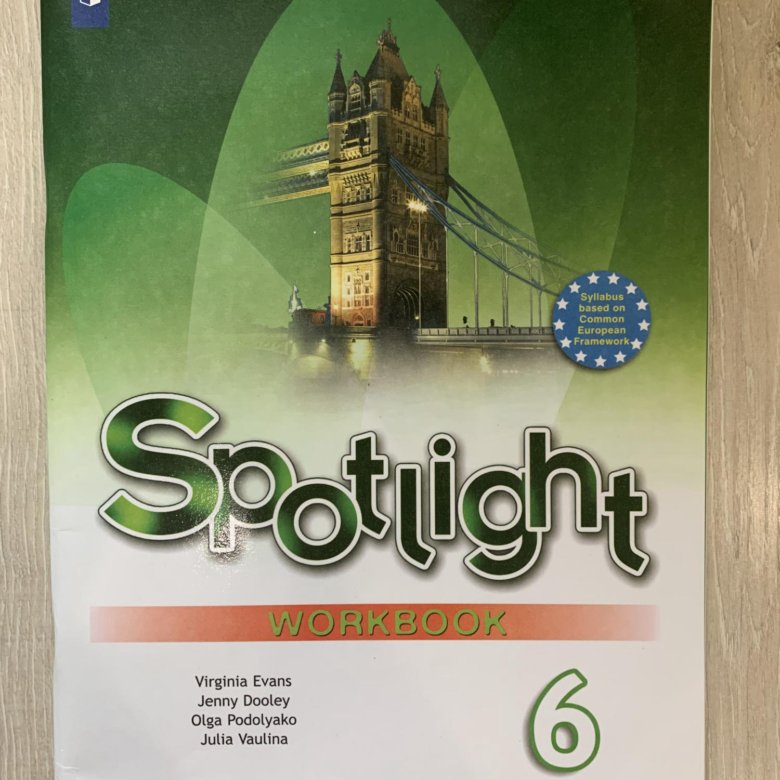 Syllabus
based on
Common
European
Framework
Spotlight
WORKBOOK
Virginia Evans
Jenny Dooley
Olga Podolyako
Julia Vaulina
6